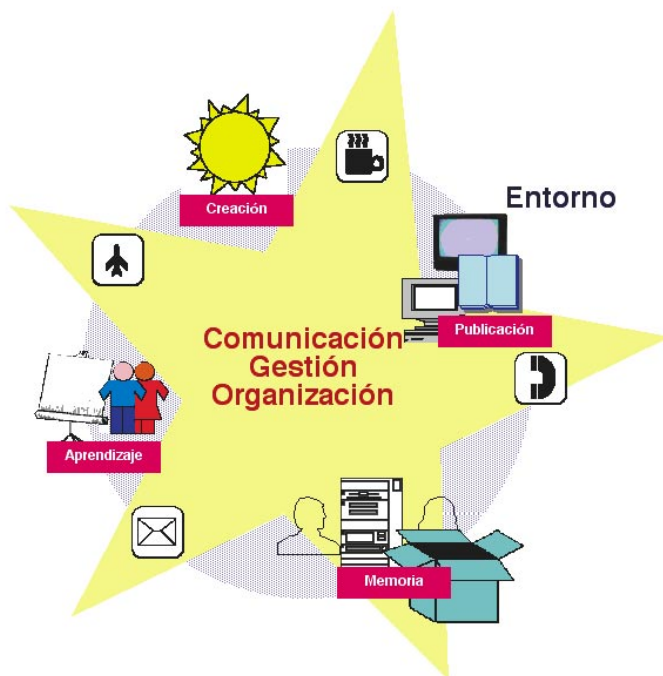 Creación
Entorno
Publicación
Comunicación
Gestión
Organización
Aprendizaje
Memoria